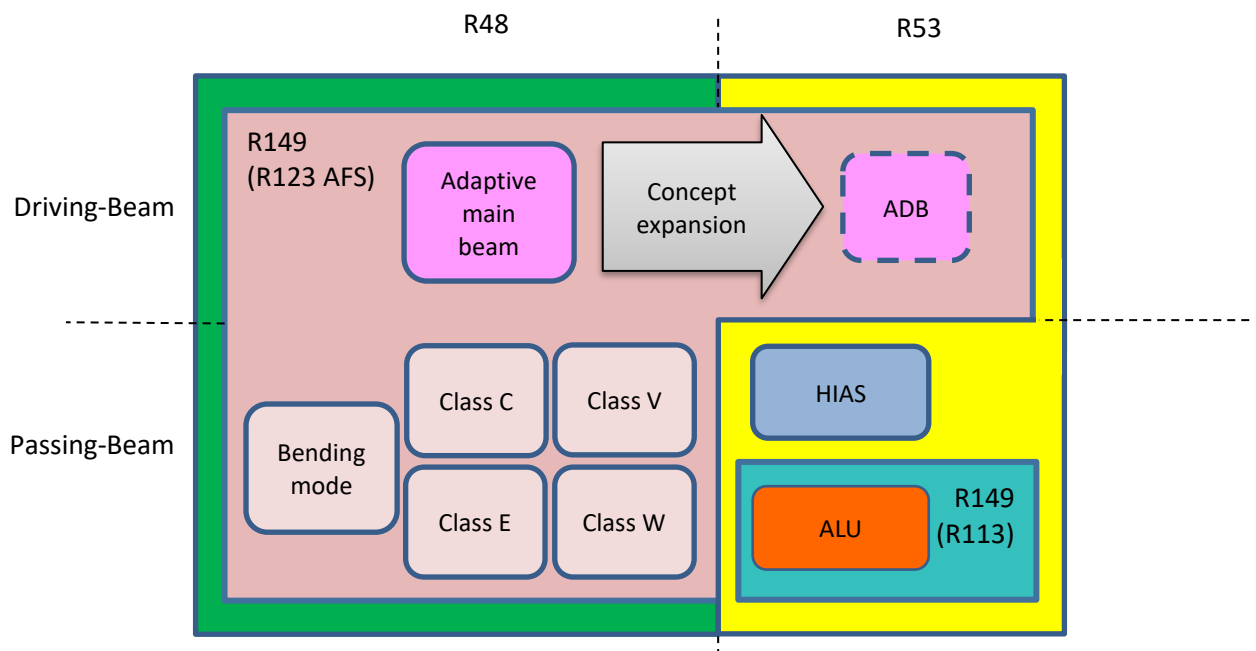 R48
R53
R149
(R123 AFS)
Adaptive
main
beam
Concept
expansion
ADB
Driving-Beam
Class C
Class V
HIAS
Passing-Beam
Bending
mode
Class E
Class W
ALU
R149
(R113)